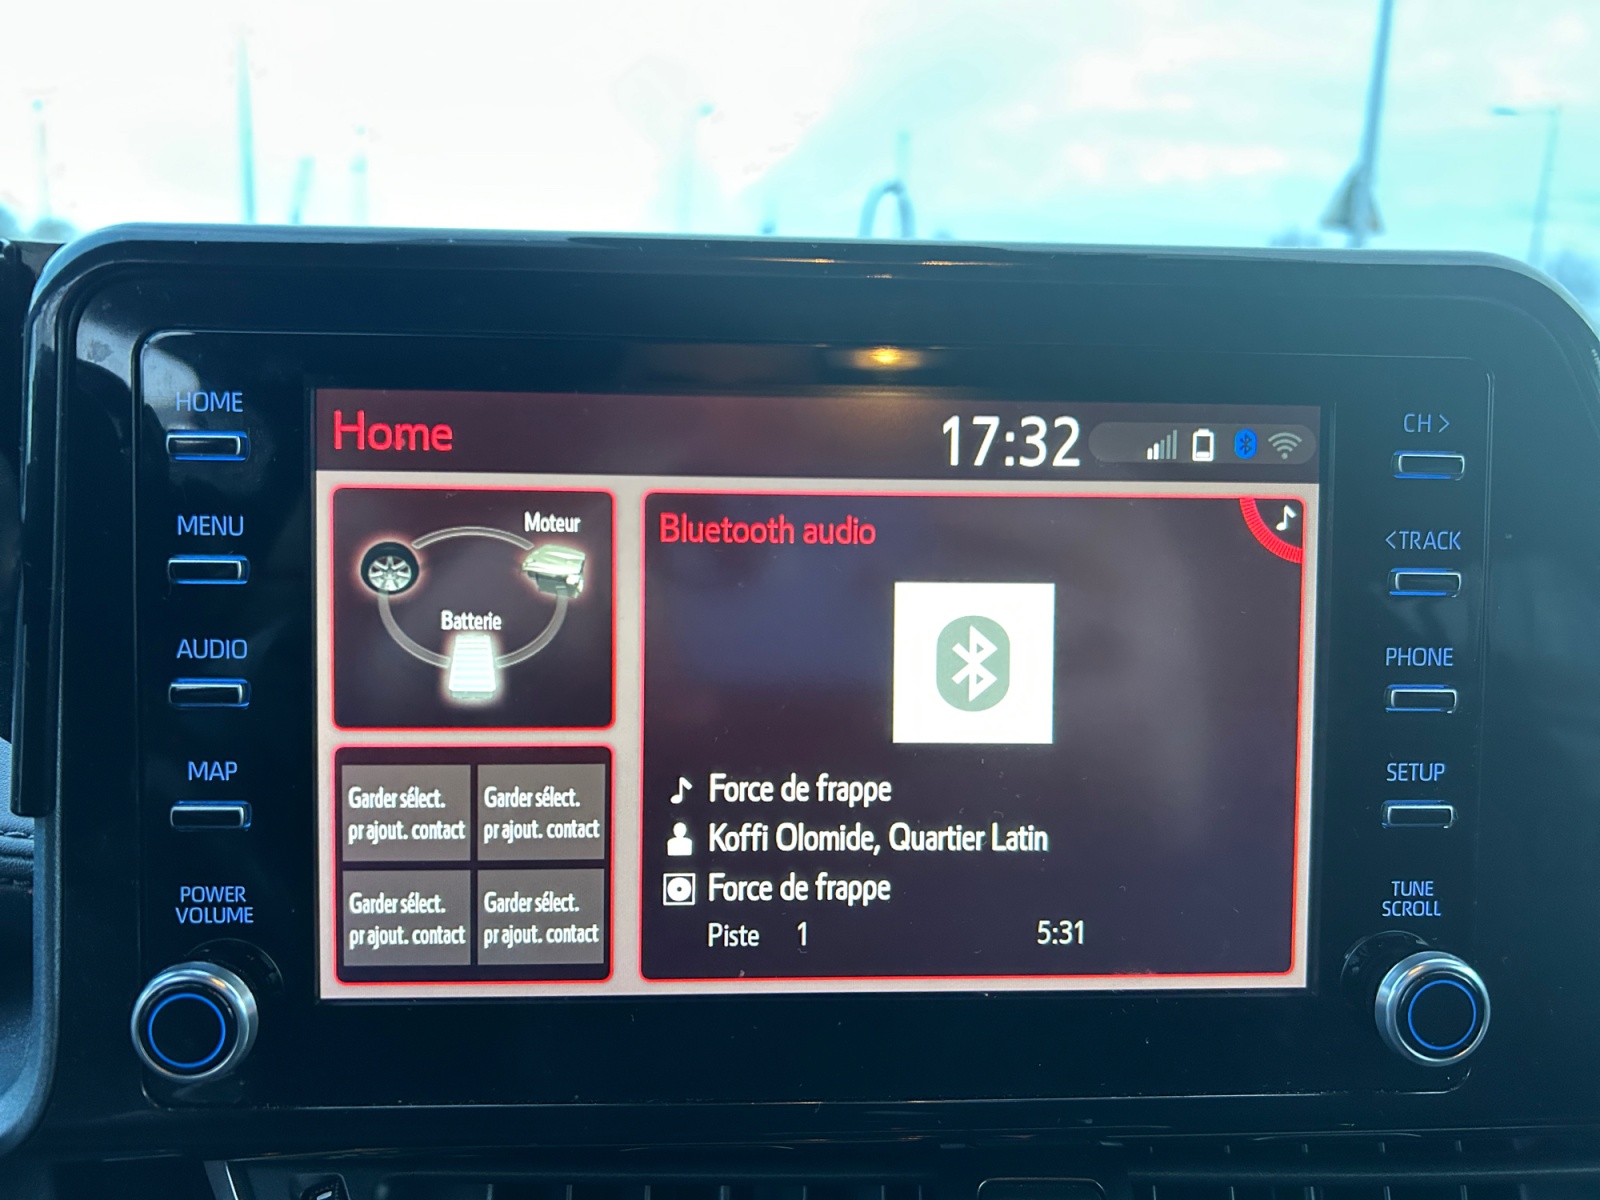 HOME
MENU
AUDIO
MAP
POWER
VOLUME
Home
17:32
Moteur
Batterie
Garder sélect.
pr ajout. contact
Garder sélect.
pr ajout. contact
Garder sélect.
pr ajout. contact
Garder sélect.
pr ajout. contact
Bluetooth audio
Force de frappe
Koffi Olomide, Quartier Latin
Force de frappe
Piste 1 5:31
CH >
<TRACK
PHONE
SETUP
TUNE
SCROLL